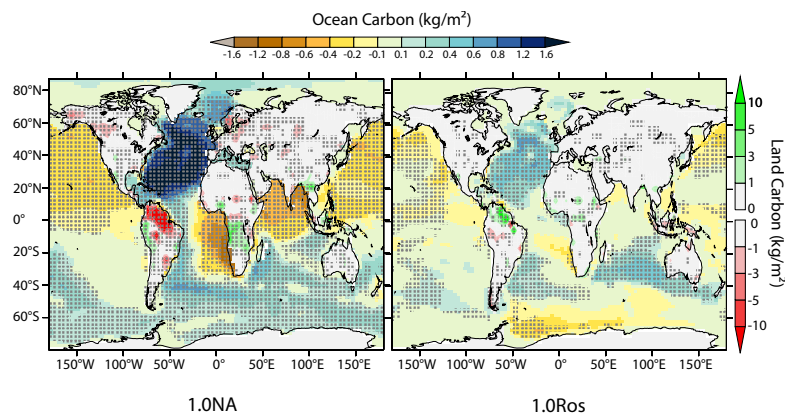 Ocean Carbon (kg/m²)
-1.6 -1.2 -0.8 -0.6 -0.4 -0.2 -0.1 0.1 0.2 0.4 0.6 0.8 1.2 1.6
80°N
60°N
40°N
20°N
0°
20°S
40°S
60°S
150°W 100°W 50°W 0° 50°E 100°E 150°E
150°W 100°W 50°W 0° 50°E 100°E 150°E
10
5
3
1
0
0
-1
-3
-5
-10
Land Carbon (kg/m²)
1.0NA
1.0Ros